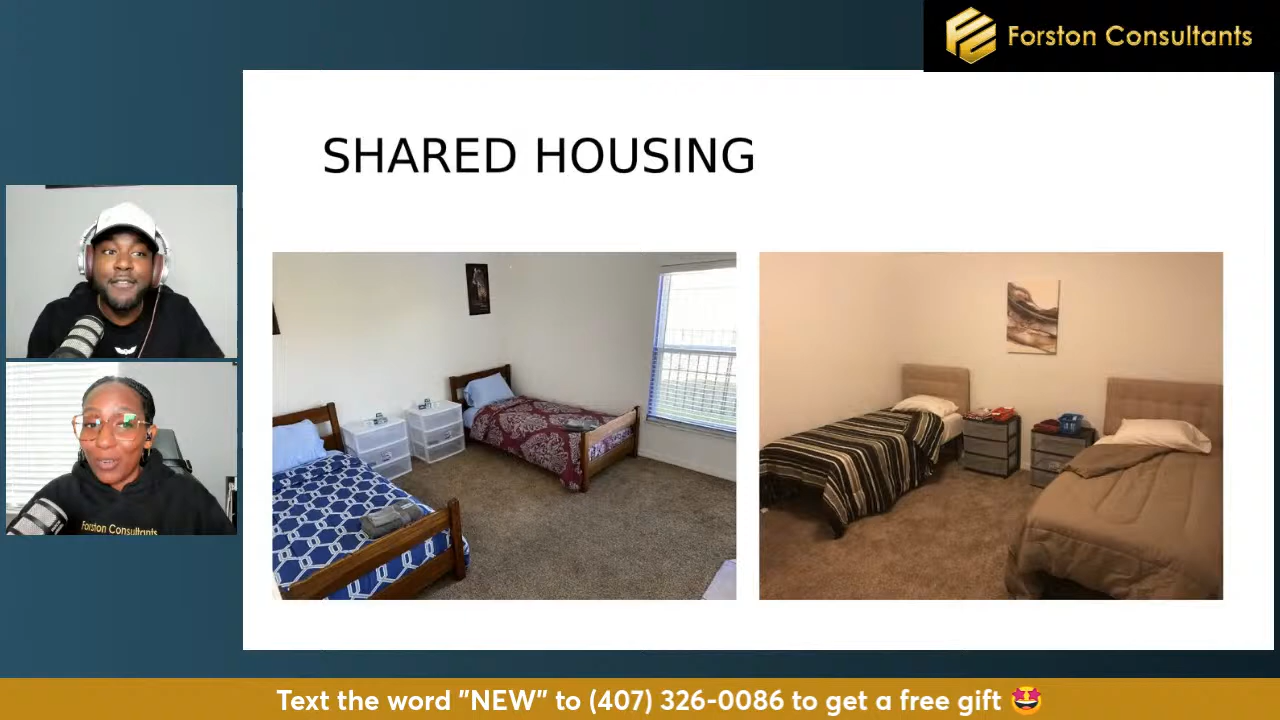 Forston Consultants
SHARED HOUSING
Forston Consultants
Text the word "NEW" to (407) 326-0086 to get a free gift 🤩